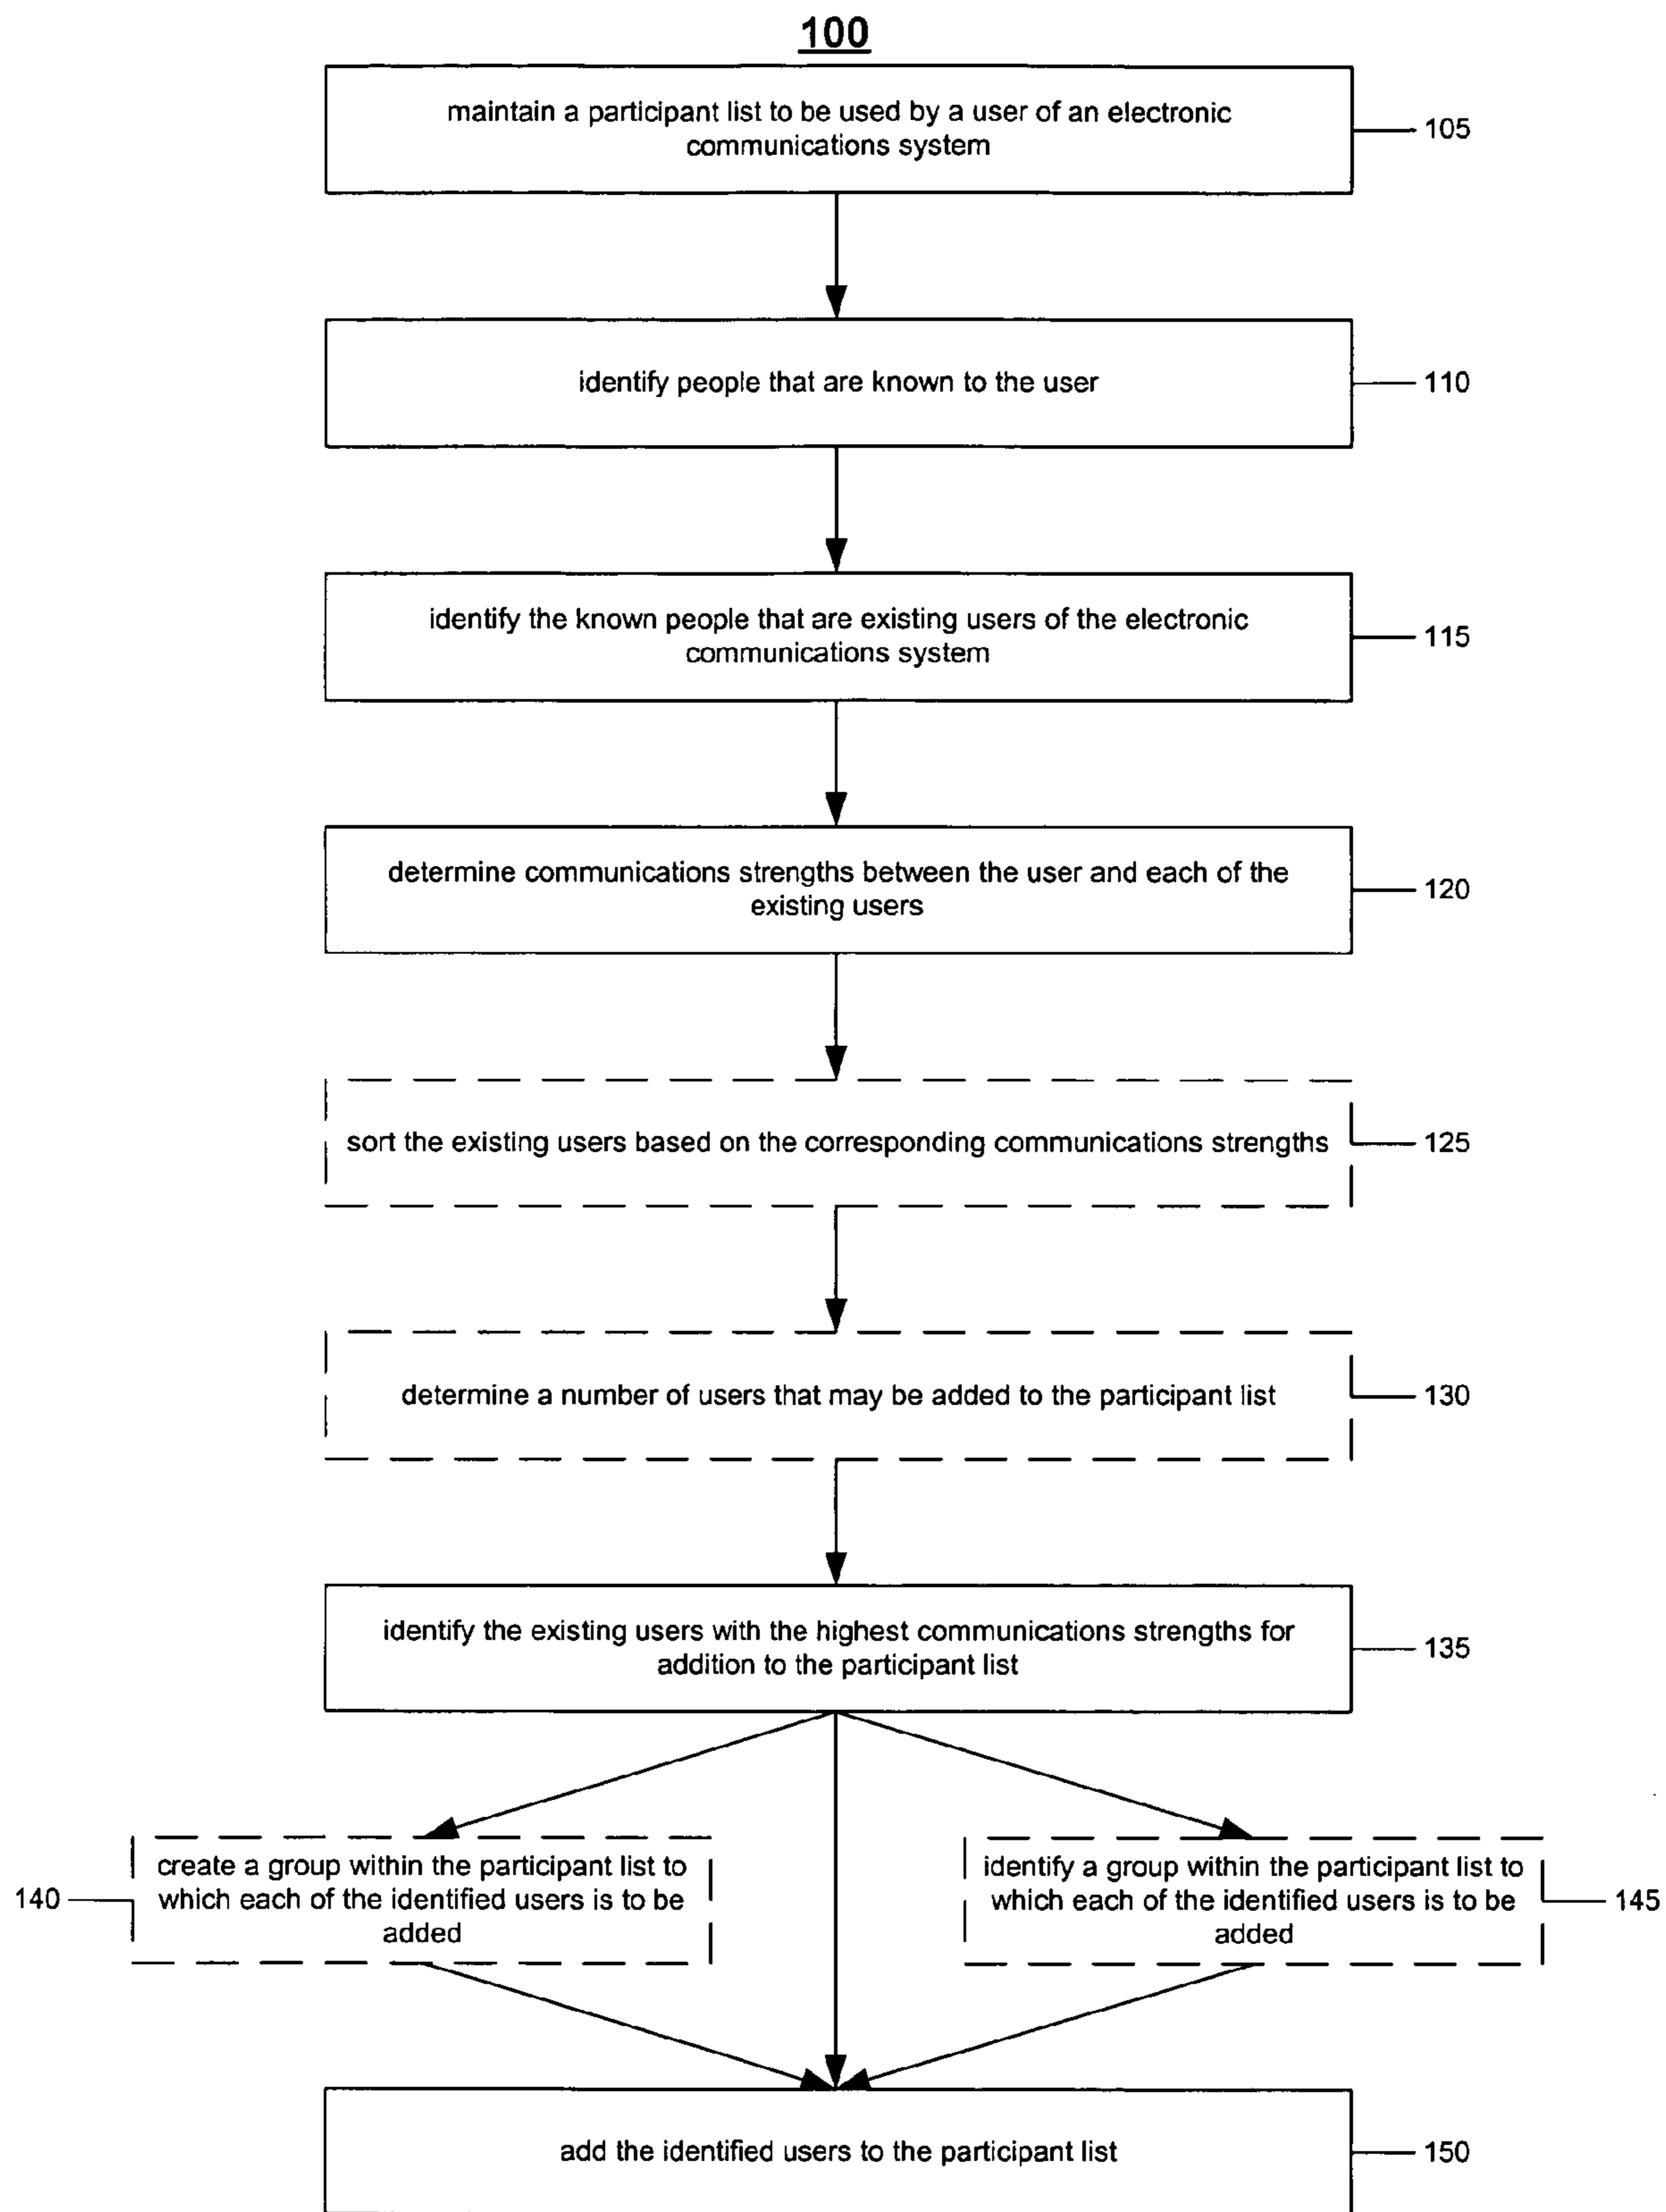 100
maintain a participant list to be used by a user of an electronic
communications system
105
identify people that are known to the user
110
identify the known people that are existing users of the electronic
communications system
115
determine communications strengths between the user and each of the
existing users
120
sort the existing users based on the corresponding communications strengths
125
determine a number of users that may be added to the participant list
130
identify the existing users with the highest communications strengths for
addition to the participant list
135
140
create a group within the participant list to
which each of the identified users is to be
added
identify a group within the participant list to
which each of the identified users is to be
added
145
add the identified users to the participant list
150